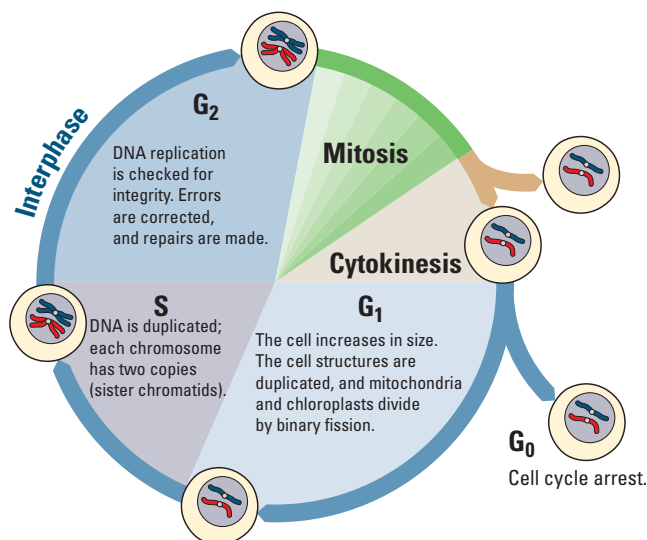 Interphase
G₂
DNA replication
is checked for
integrity. Errors
are corrected,
and repairs are made.
Mitosis
Cytokinesis
S
DNA is duplicated;
each chromosome
has two copies
(sister chromatids).
G₁
The cell increases in size.
The cell structures are
duplicated, and mitochondria
and chloroplasts divide
by binary fission.
G₀
Cell cycle arrest.